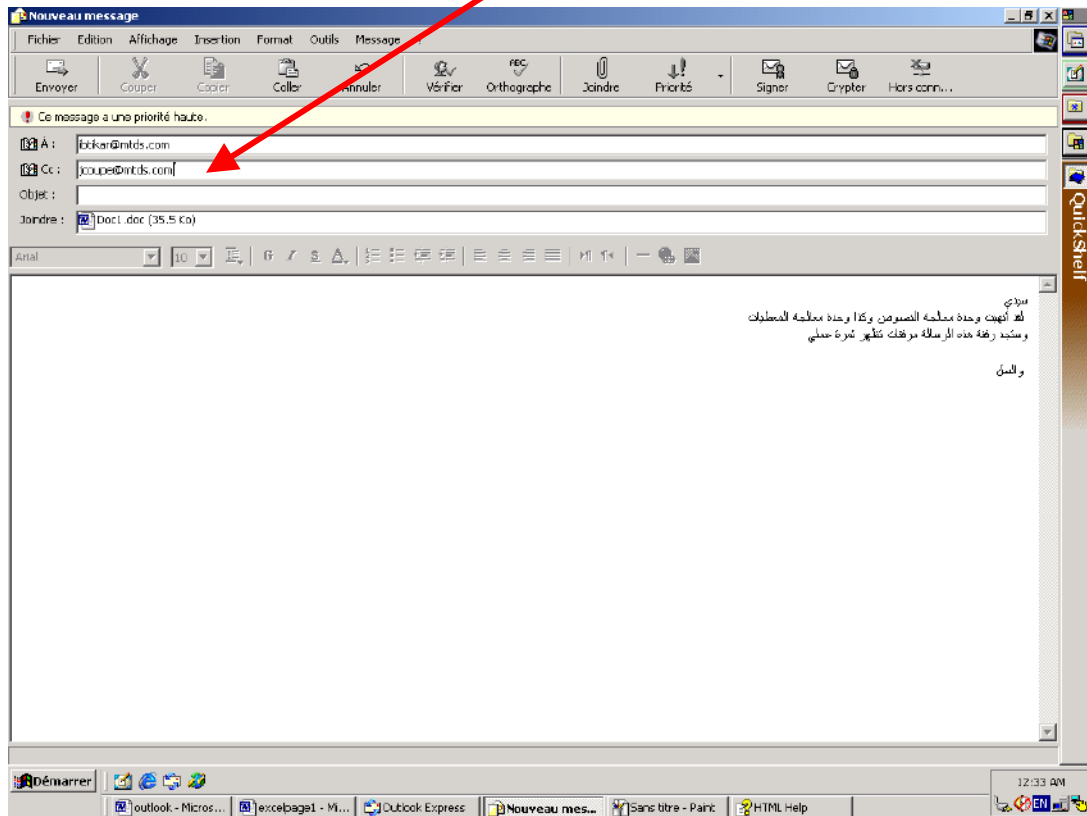 Nouveau message
Fichier Edition Affichage Insertion Format Outils Message ?
Envoyer Couper Copier Coller Annuler Vérifier Orthographe Joindre Priorité Signer Crypter Hors conn...
Ce message a une priorité haute.
À : ibtikar@mtds.com
Cc : jcoupe@mtds.com
Objet :
Joindre : Doc1.doc (35.5 Ko)
Arial 10 G I S A
سيدي
لقد أنهيت وحدة معالجة النصوص وكذا وحدة معالجة المعطيات
وستجد رفقة هذه الرسالة مرفقات تظهر ثمرة عملي
و السلا
QuickShelf
Démarrer 12:33 AM
outlook - Micros... excelpage1 - Mi... Outlook Express Nouveau mes... Sans titre - Paint HTML Help EN